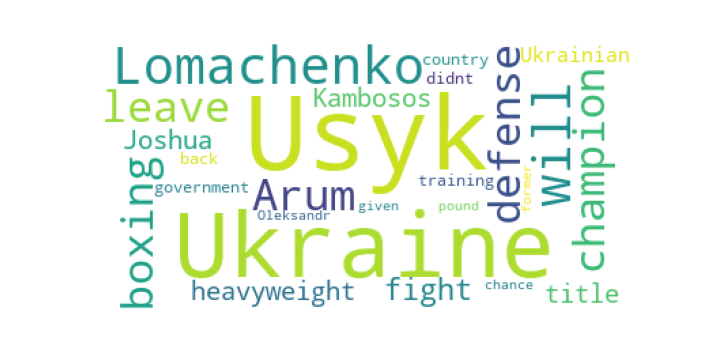 Lomachenko
country
Ukrainian
didnt
leave
Kambosos
defense
will
champion
Usyk
Joshua
back
boxing
government
Arum
training
former
Oleksandr
given
pound
Ukraine
heavyweight
fight
chance
title